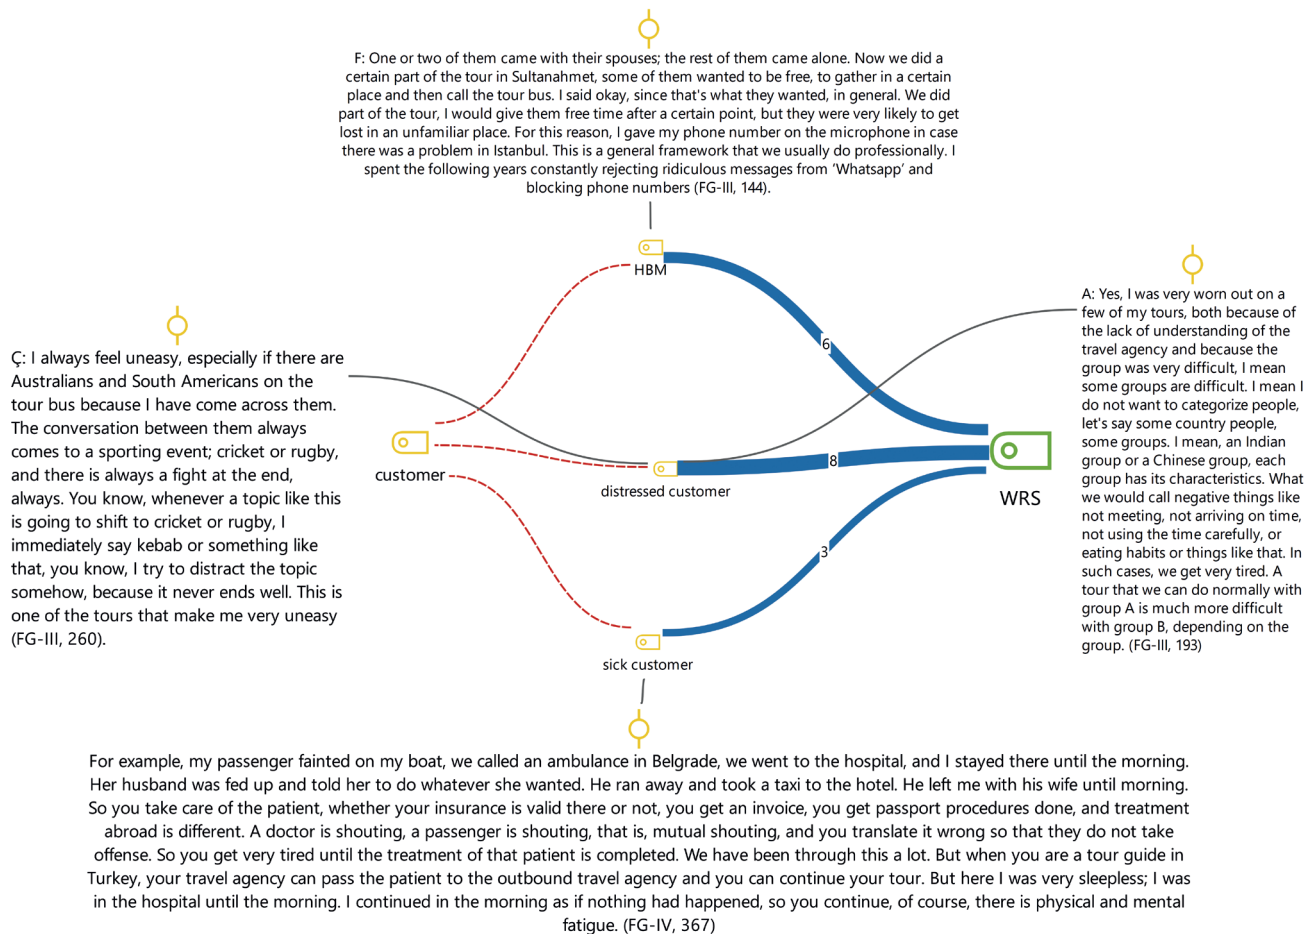 F: One or two of them came with their spouses; the rest of them came alone. Now we did a
certain part of the tour in Sultanahmet, some of them wanted to be free, to gather in a certain
place and then call the tour bus. I said okay, since that's what they wanted, in general. We did
part of the tour, I would give them free time after a certain point, but they were very likely to get
lost in an unfamiliar place. For this reason, I gave my phone number on the microphone in case
there was a problem in Istanbul. This is a general framework that we usually do professionally. I
spent the following years constantly rejecting ridiculous messages from ‘Whatsapp’ and
blocking phone numbers (FG-III, 144).
HBM
6
Ç: I always feel uneasy, especially if there are
Australians and South Americans on the
tour bus because I have come across them.
The conversation between them always
comes to a sporting event; cricket or rugby,
and there is always a fight at the end,
always. You know, whenever a topic like this
is going to shift to cricket or rugby, I
immediately say kebab or something like
that, you know, I try to distract the topic
somehow, because it never ends well. This is
one of the tours that make me very uneasy
(FG-III, 260).
customer
distressed customer
8
WRS
3
sick customer
A: Yes, I was very worn out on a
few of my tours, both because of
the lack of understanding of the
travel agency and because the
group was very difficult, I mean
some groups are difficult. I mean I
do not want to categorize people,
let's say some country people,
some groups. I mean, an Indian
group or a Chinese group, each
group has its characteristics. What
we would call negative things like
not meeting, not arriving on time,
not using the time carefully, or
eating habits or things like that. In
such cases, we get very tired. A
tour that we can do normally with
group A is much more difficult
with group B, depending on the
group. (FG-III, 193)
For example, my passenger fainted on my boat, we called an ambulance in Belgrade, we went to the hospital, and I stayed there until the morning.
Her husband was fed up and told her to do whatever she wanted. He ran away and took a taxi to the hotel. He left me with his wife until morning.
So you take care of the patient, whether your insurance is valid there or not, you get an invoice, you get passport procedures done, and treatment
abroad is different. A doctor is shouting, a passenger is shouting, that is, mutual shouting, and you translate it wrong so that they do not take
offense. So you get very tired until the treatment of that patient is completed. We have been through this a lot. But when you are a tour guide in
Turkey, your travel agency can pass the patient to the outbound travel agency and you can continue your tour. But here I was very sleepless; I was
in the hospital until the morning. I continued in the morning as if nothing had happened, so you continue, of course, there is physical and mental
fatigue. (FG-IV, 367)